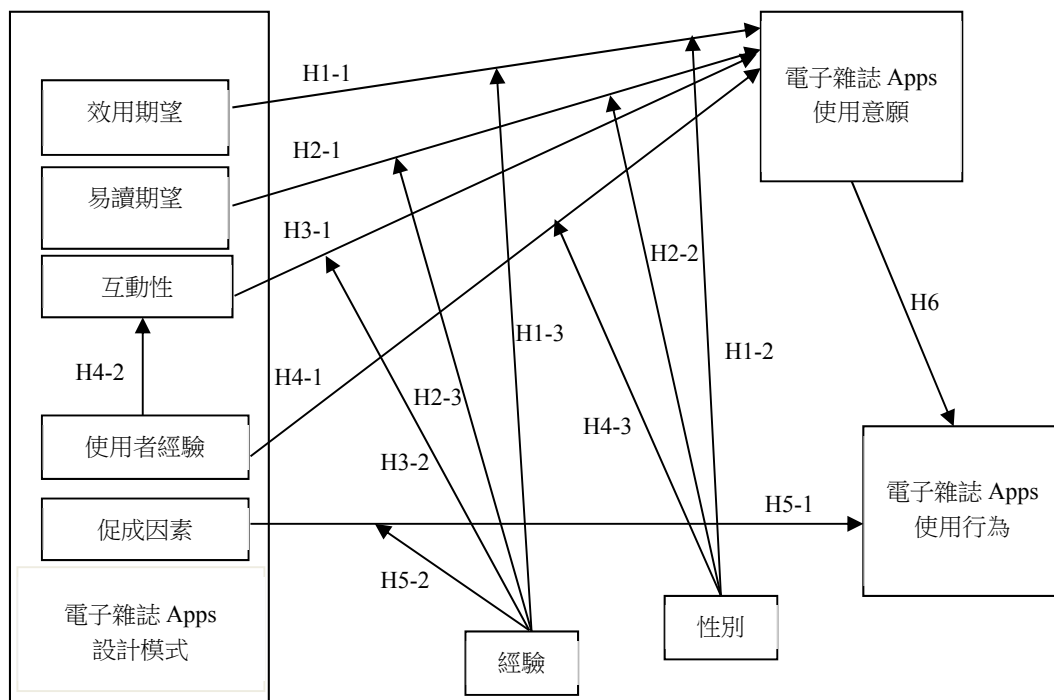 效用期望
易讀期望
互動性
使用者經驗
促成因素
電子雜誌 Apps
設計模式
H1-1
H2-1
H3-1
H4-2
H4-1
H1-3
H2-3
H3-2
H5-2
H4-3
H2-2
H1-2
H5-1
H6
經驗
性別
電子雜誌 Apps
使用意願
電子雜誌 Apps
使用行為